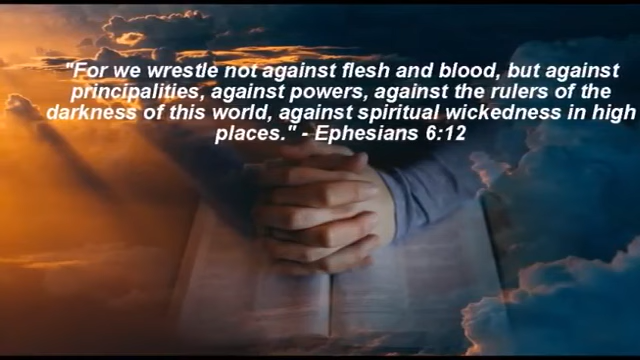 "For we wrestle not against flesh and blood, but against
principalities, against powers, against the rulers of the
darkness of this world, against spiritual wickedness in high
places." - Ephesians 6:12